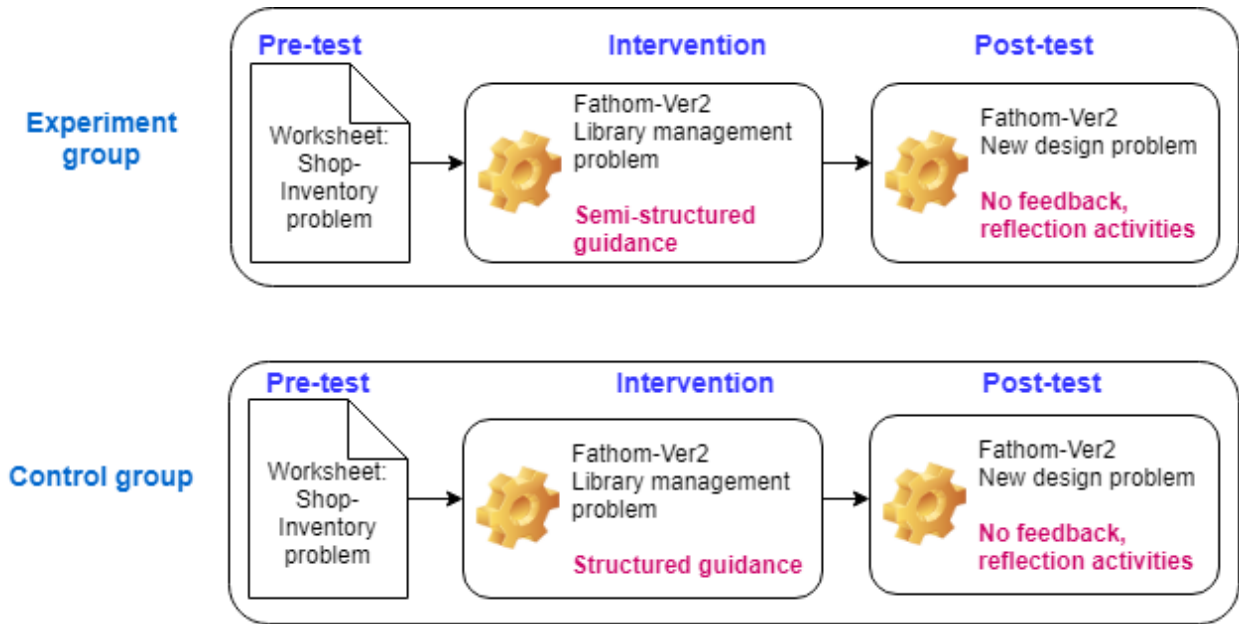 Pre-test
Intervention
Post-test
Experiment
group
Worksheet:
Shop-
Inventory
problem
Fathom-Ver2
Library management
problem
Semi-structured
guidance
Fathom-Ver2
New design problem
No feedback,
reflection activities
Pre-test
Intervention
Post-test
Control group
Worksheet:
Shop-
Inventory
problem
Fathom-Ver2
Library management
problem
Structured guidance
Fathom-Ver2
New design problem
No feedback,
reflection activities